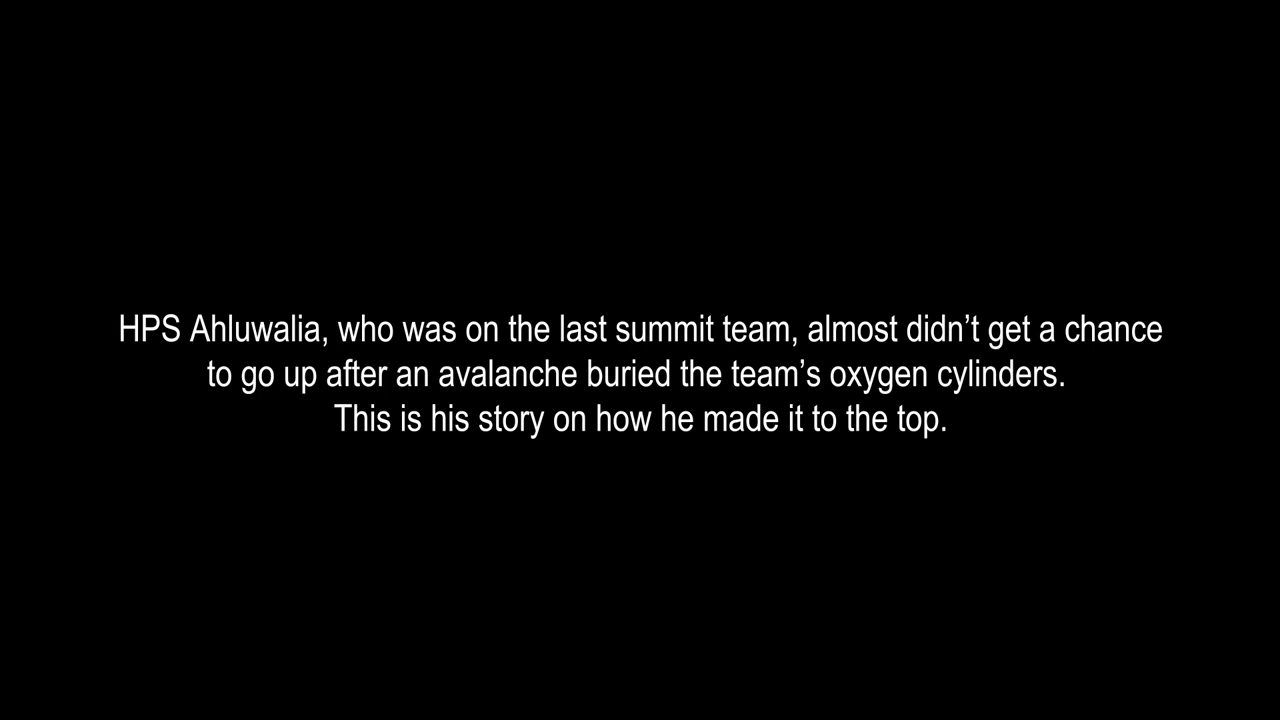 HPS Ahluwalia, who was on the last summit team, almost didn’t get a chance
to go up after an avalanche buried the team’s oxygen cylinders.
This is his story on how he made it to the top.